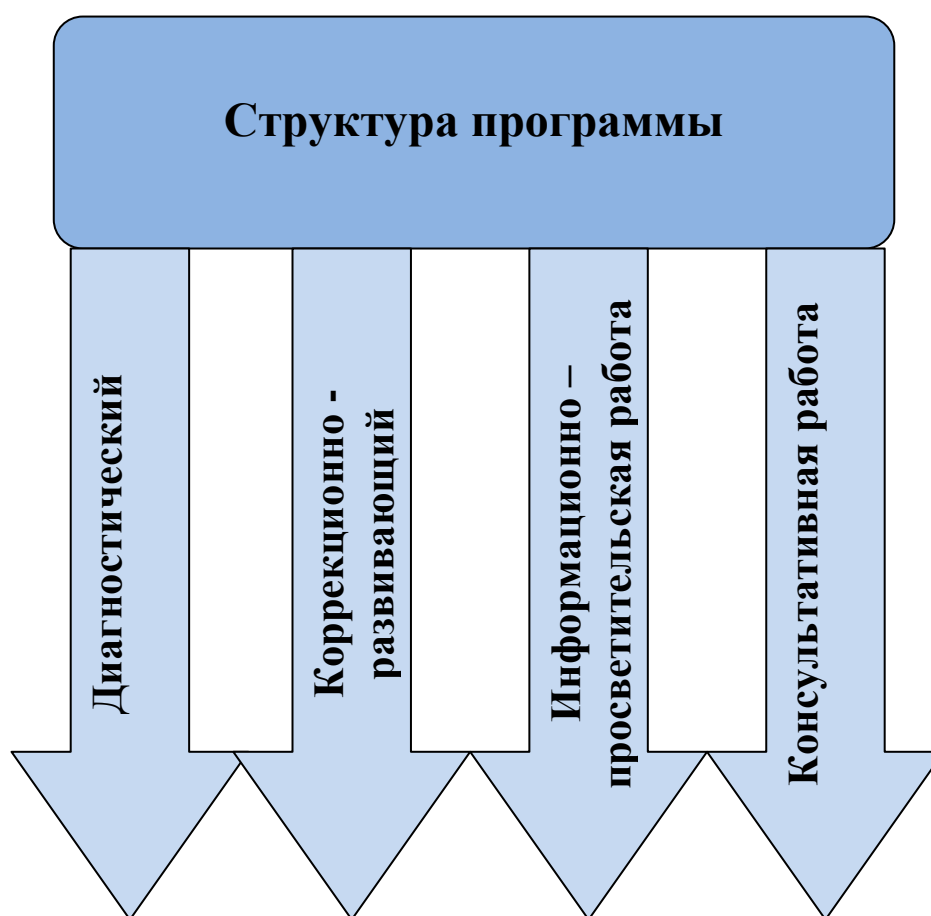 Структура программы
Диагностический
Коррекционно -
развивающий
Информационно –
просветительская работа
Консультативная работа